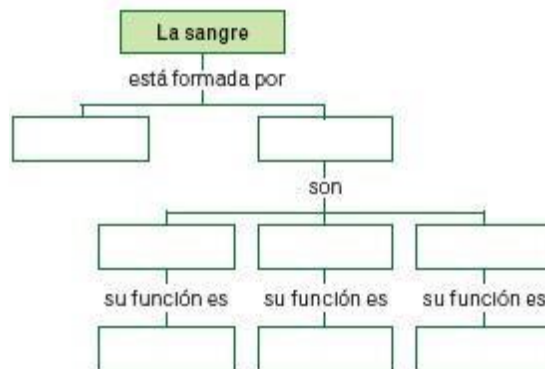 La sangre
está formada por
son
su función es su función es su función es